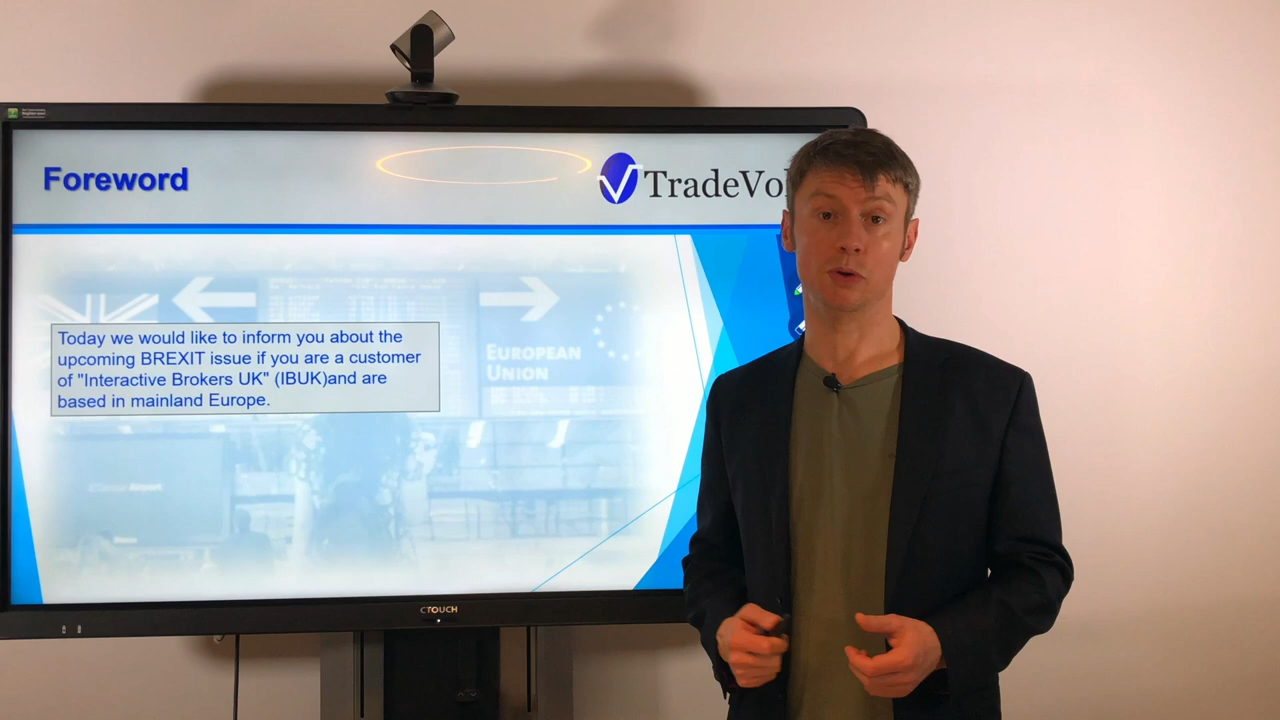 Foreword
TradeVol
Today we would like to inform you about the
upcoming BREXIT issue if you are a customer
of "Interactive Brokers UK" (IBUK)and are
based in mainland Europe.
EUROPEAN
UNION
CTOUCH